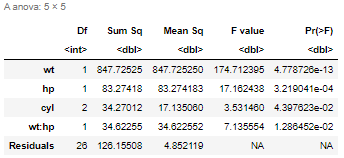 A anova: 5 × 5
Df Sum Sq Mean Sq F value Pr(>F)
<int> <dbl> <dbl> <dbl> <dbl>
wt 1 847.72525 847.725250 174.712395 4.778726e-13
hp 1 83.27418 83.274183 17.162438 3.219041e-04
cyl 2 34.27012 17.135060 3.531460 4.397623e-02
wt:hp 1 34.62255 34.622552 7.135554 1.286452e-02
Residuals 26 126.15508 4.852119 NA NA